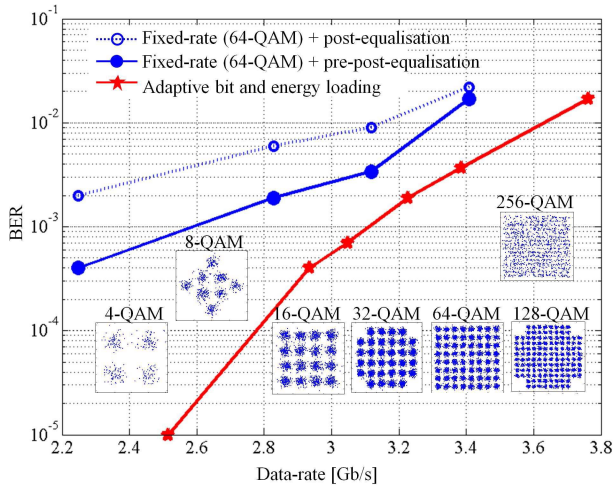 10⁻¹
Fixed-rate (64-QAM) + post-equalisation
Fixed-rate (64-QAM) + pre-post-equalisation
Adaptive bit and energy loading
10⁻²
BER
10⁻³
256-QAM
8-QAM
4-QAM
16-QAM 32-QAM 64-QAM 128-QAM
10⁻⁴
10⁻⁵
2.2 2.4 2.6 2.8 3 3.2 3.4 3.6 3.8
Data-rate [Gb/s]